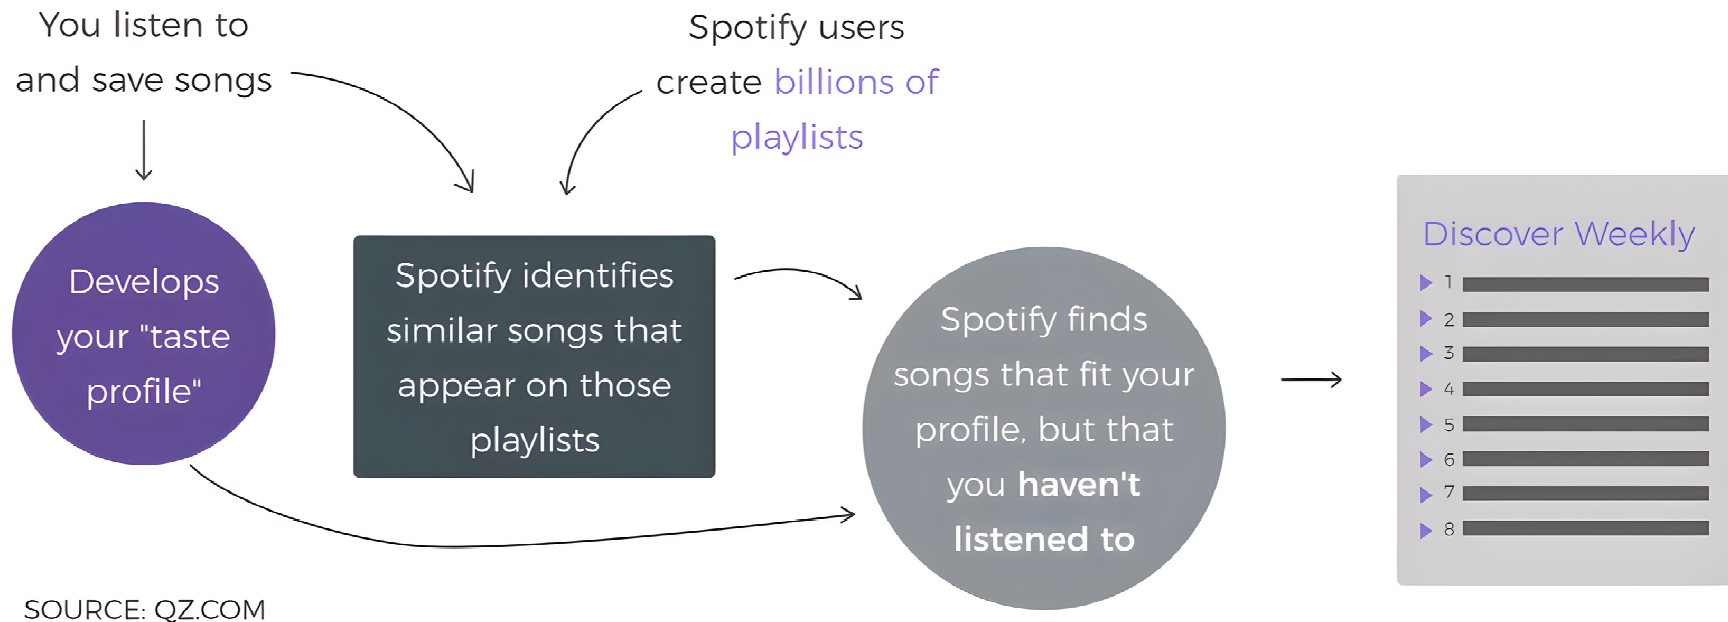 You listen to
and save songs
Spotify users
create billions of
playlists
Develops
your "taste
profile"
Spotify identifies
similar songs that
appear on those
playlists
Spotify finds
songs that fit your
profile, but that
you haven't
listened to
Discover Weekly
1
2
3
4
5
6
7
8
SOURCE: QZ.COM